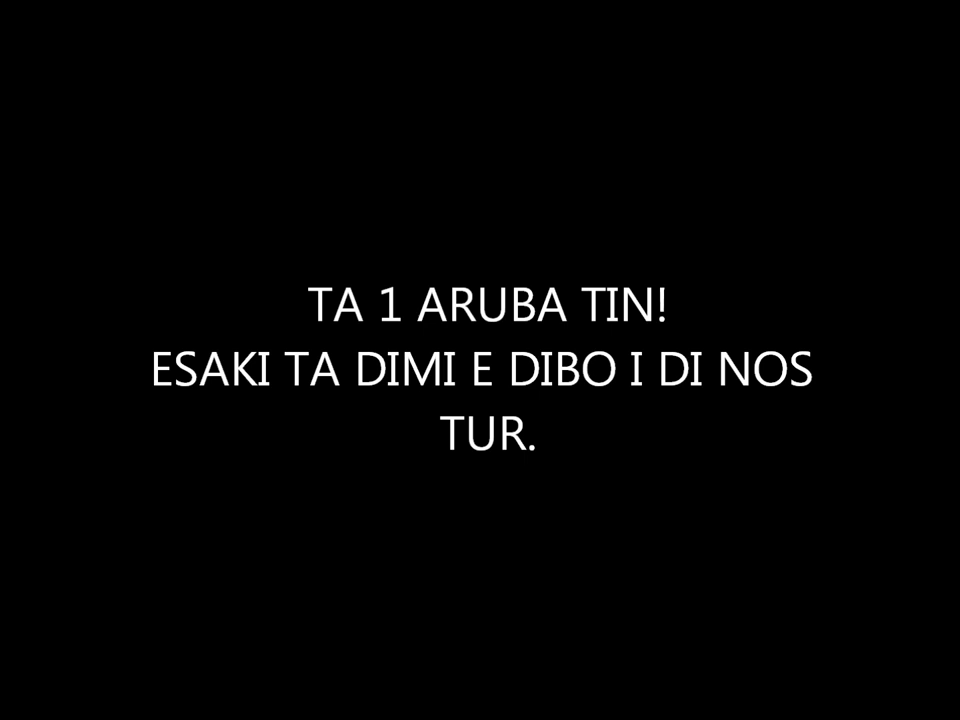 TA 1 ARUBA TIN!
ESAKI TA DIMI E DIBO I DI NOS
TUR.